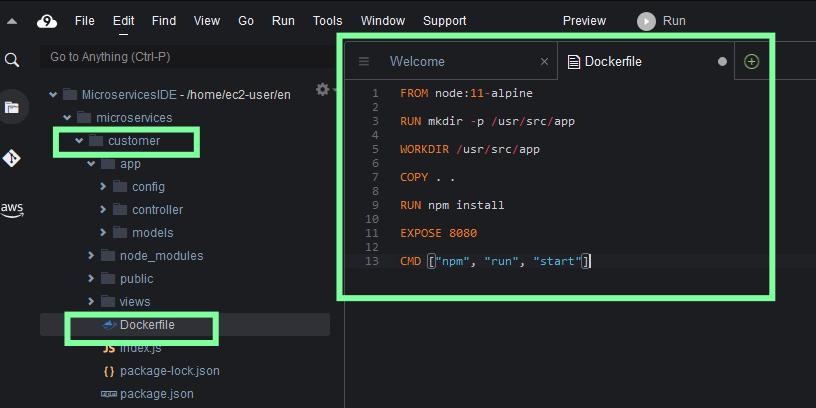 9 File Edit Find View Go Run Tools Window Support Preview Run
Go to Anything (Ctrl-P)
MicroservicesIDE - /home/ec2-user/en
microservices
customer
app
config
controller
models
node_modules
public
views
Dockerfile
index.js
package-lock.json
package.json
aws
Welcome × Dockerfile
1 FROM node:11-alpine
2
3 RUN mkdir -p /usr/src/app
4
5 WORKDIR /usr/src/app
6
7 COPY . .
8
9 RUN npm install
10
11 EXPOSE 8080
12
13 CMD ["npm", "run", "start"]